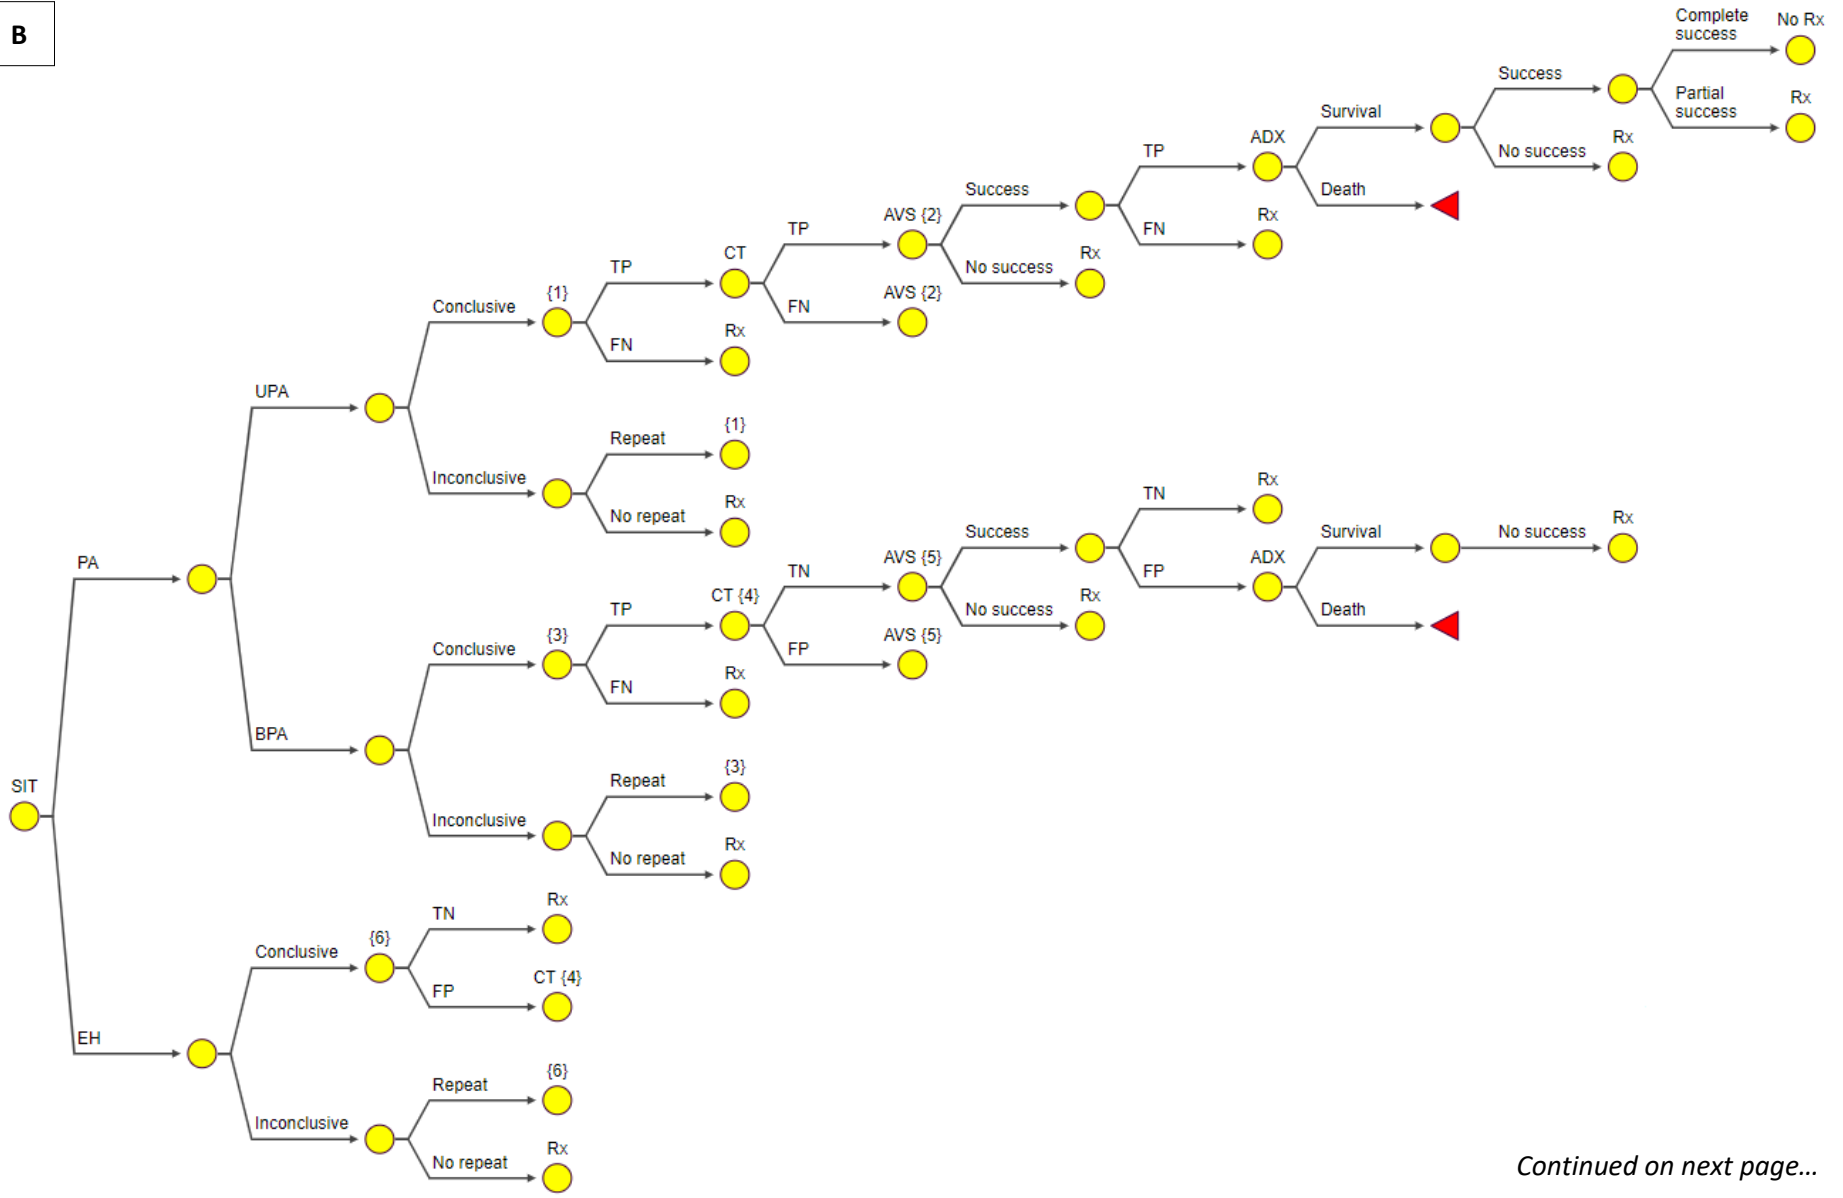 B
Complete
success
No Rx
Success
Partial
success
Rx
Survival
ADX
No success
Rx
TP
Death
Success
AVS {2}
FN
Rx
TP
CT
No success
Rx
TP
{1}
FN
AVS {2}
Conclusive
FN
Rx
UPA
Repeat
{1}
Inconclusive
No repeat
Rx
TN
Rx
Success
AVS {5}
Survival
No success
Rx
FP
ADX
PA
TN
CT {4}
No success
Rx
Death
TP
{3}
FP
AVS {5}
Conclusive
FN
Rx
BPA
Repeat
{3}
SIT
Inconclusive
No repeat
Rx
TN
Rx
Conclusive
{6}
FP
CT {4}
EH
Repeat
{6}
Inconclusive
No repeat
Rx
Continued on next page...